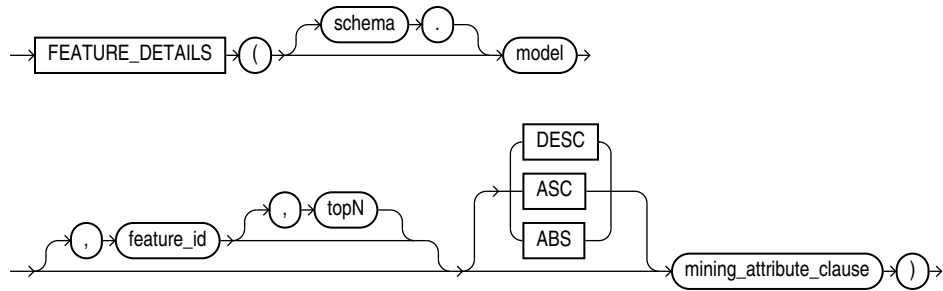 schema .
FEATURE_DETAILS ( model
DESC
, topN ASC
, feature_id ABS
mining_attribute_clause )